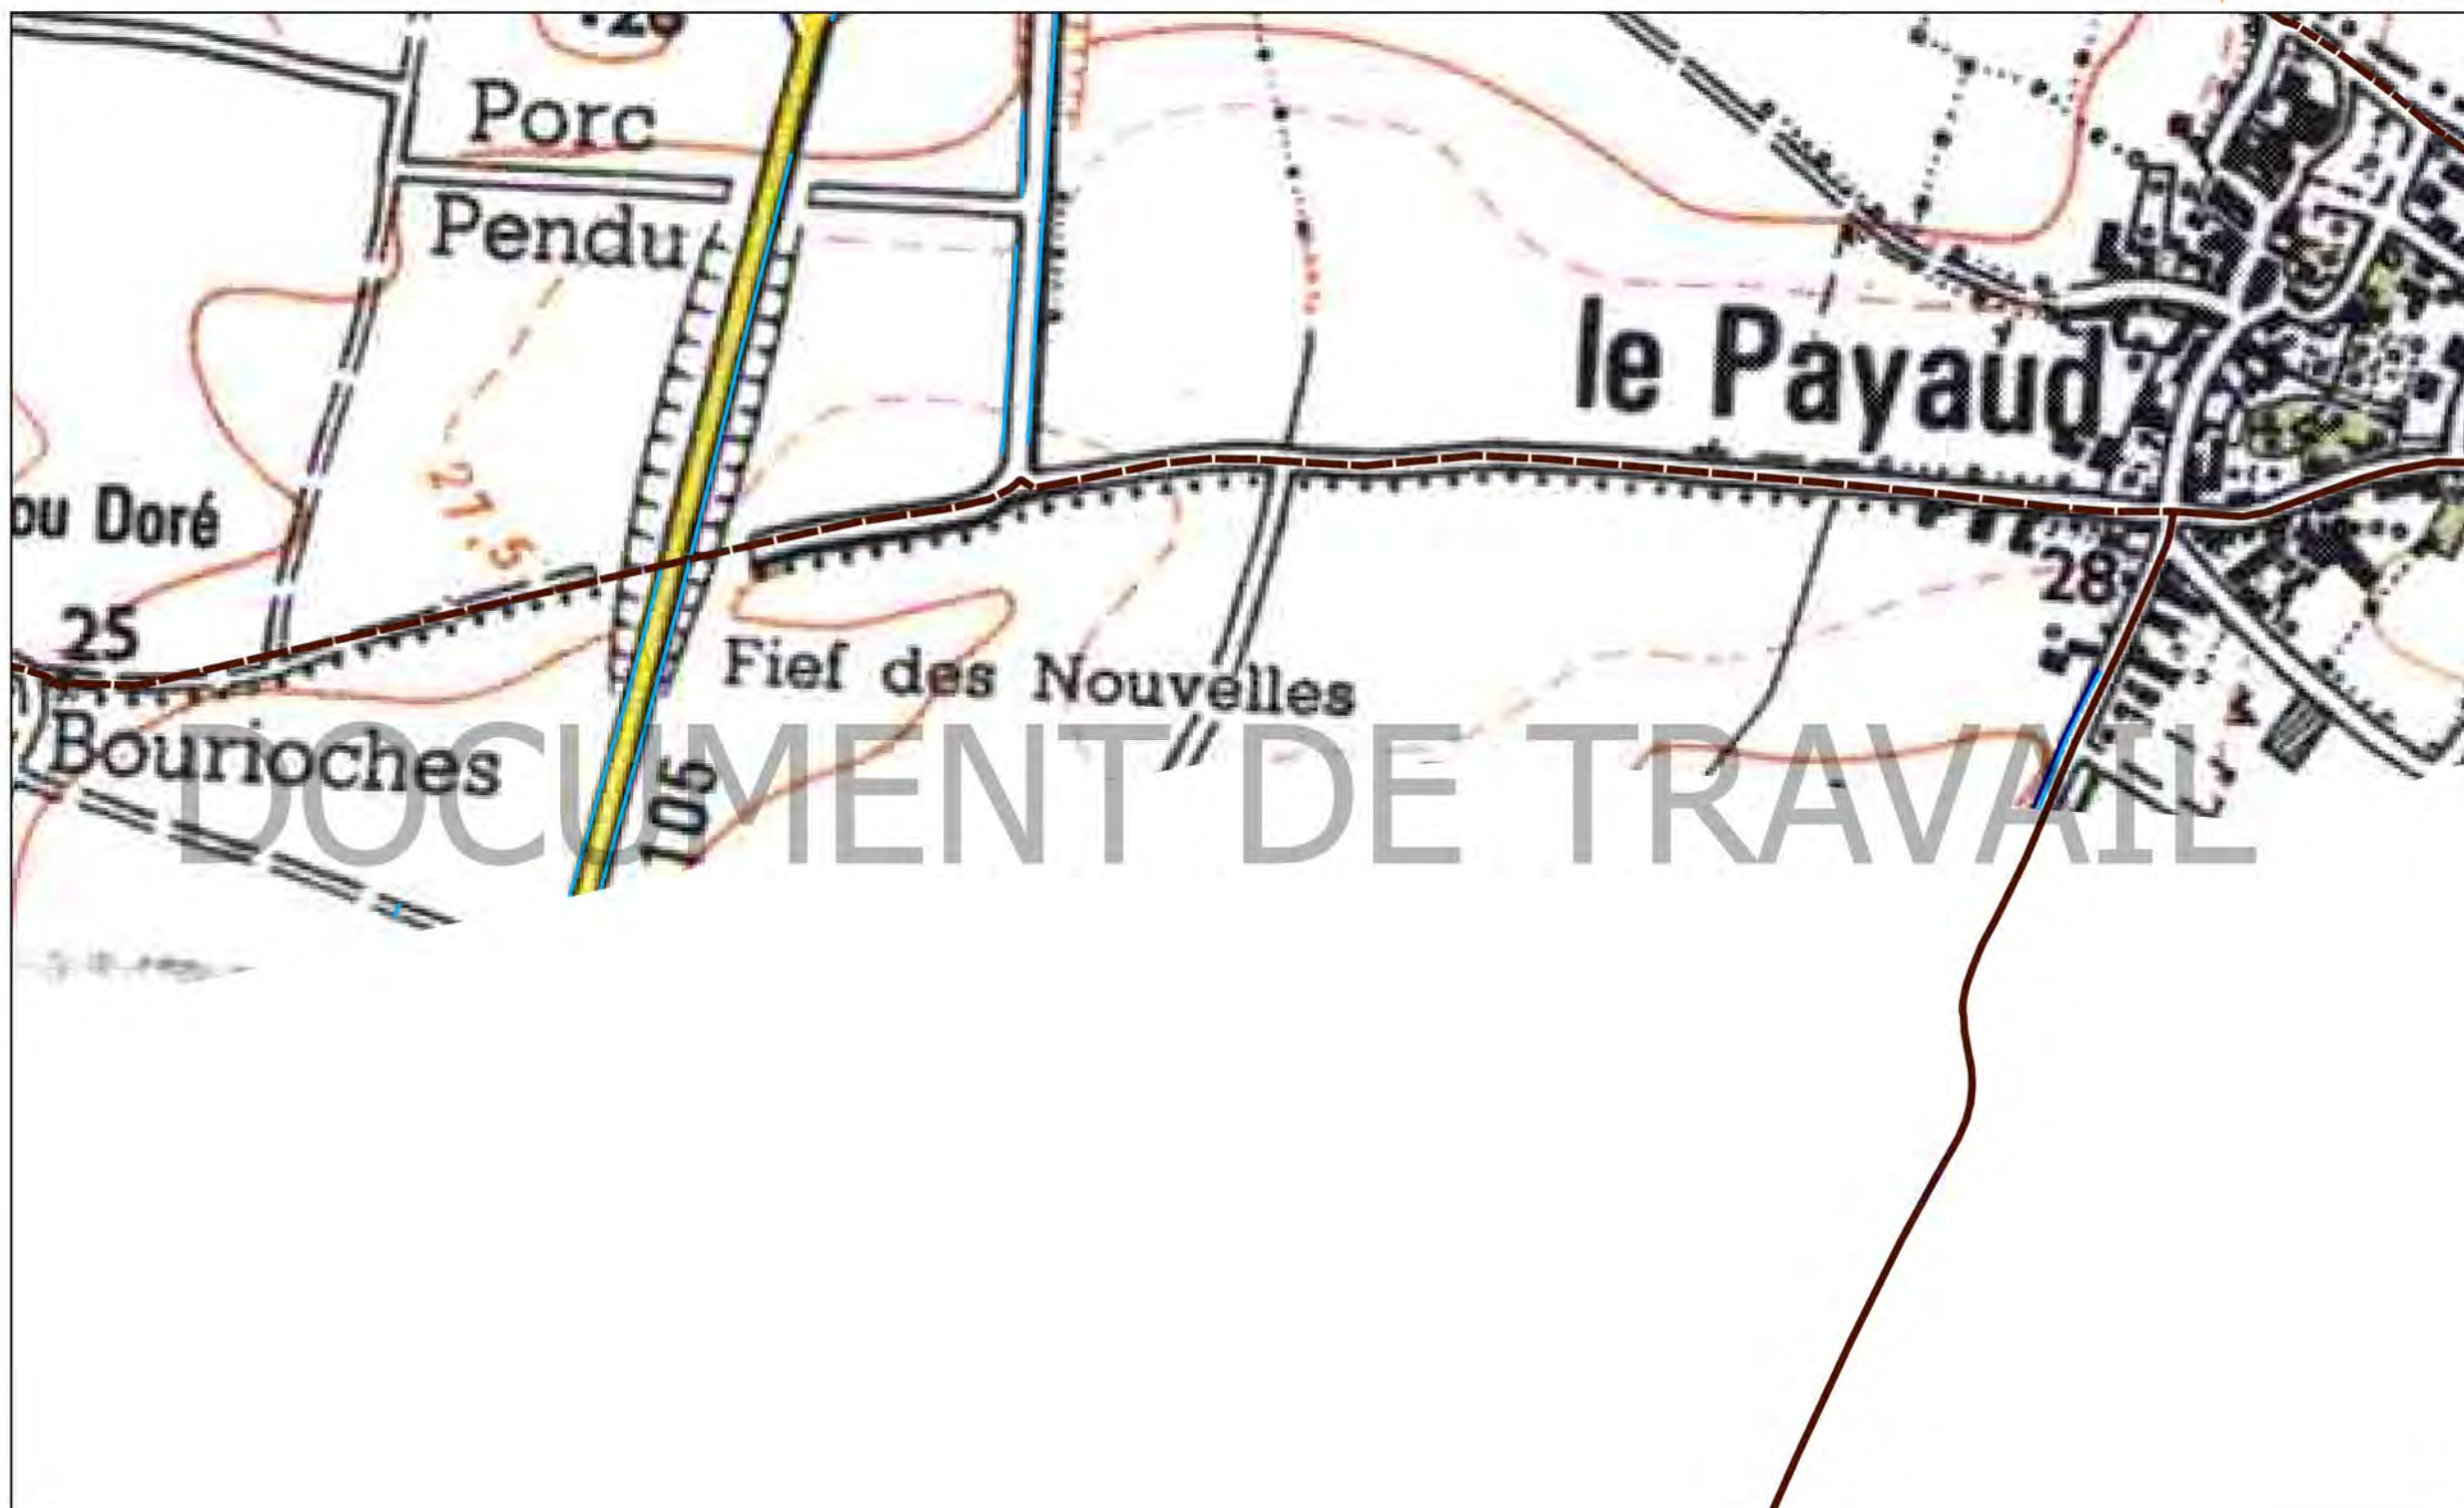 Porc
Pendu
le Payaud
27,5
ou Doré
28
25
Fief des Nouvelles
Bourioches
105
DOCUMENT DE TRAVAIL